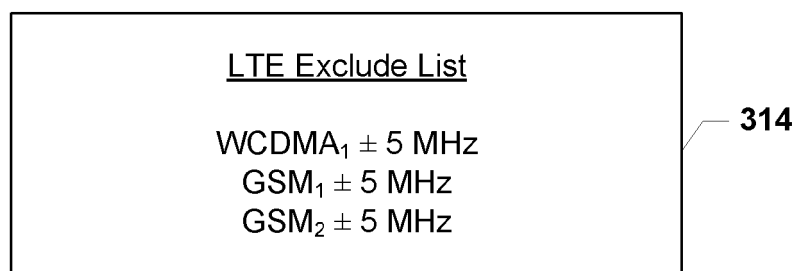 LTE Exclude List
WCDMA₁ ± 5 MHz
GSM₁ ± 5 MHz
GSM₂ ± 5 MHz
314